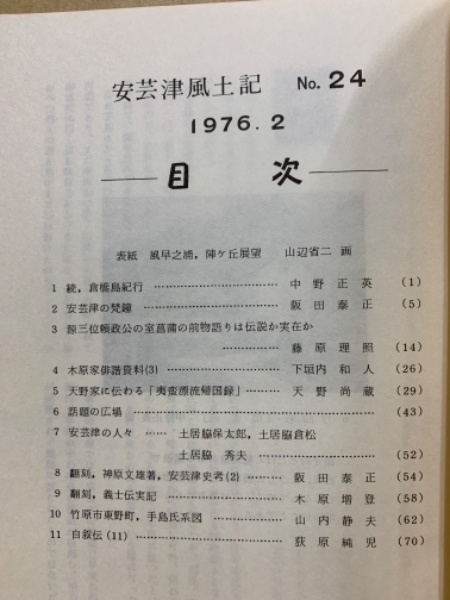 安芸津風土記 No. 24
1976. 2
目 次
表紙 風早之浦，陣ケ丘展望 山辺省二 画
1 続，倉橋島紀行 ……………… 中野正英 (1)
2 安芸津の梵鐘 ……………… 阪田泰正 (5)
3 源三位頼政公の室菖蒲の前物語りは伝説か実在か
……… 藤原理照 (14)
4 木原家俳諧資料(3) ……………… 下垣内和人 (26)
5 天野家に伝わる「夷蛮漂流帰国録」……… 天野尚蔵 (29)
6 話題の広場 ……………… (43)
7 安芸津の人々 …… 土居脇保太郎，土居脇倉松
土居脇 秀夫 ……………… (52)
8 翻刻，神原文雄著，安芸津史考(2) ……… 阪田泰正 (54)
9 翻刻，義士伝実記 ……………… 木原増登 (58)
10 竹原市東野町，手島氏系図 ……………… 山内静夫 (62)
11 自叙伝(11) ……………… 荻原純児 (70)